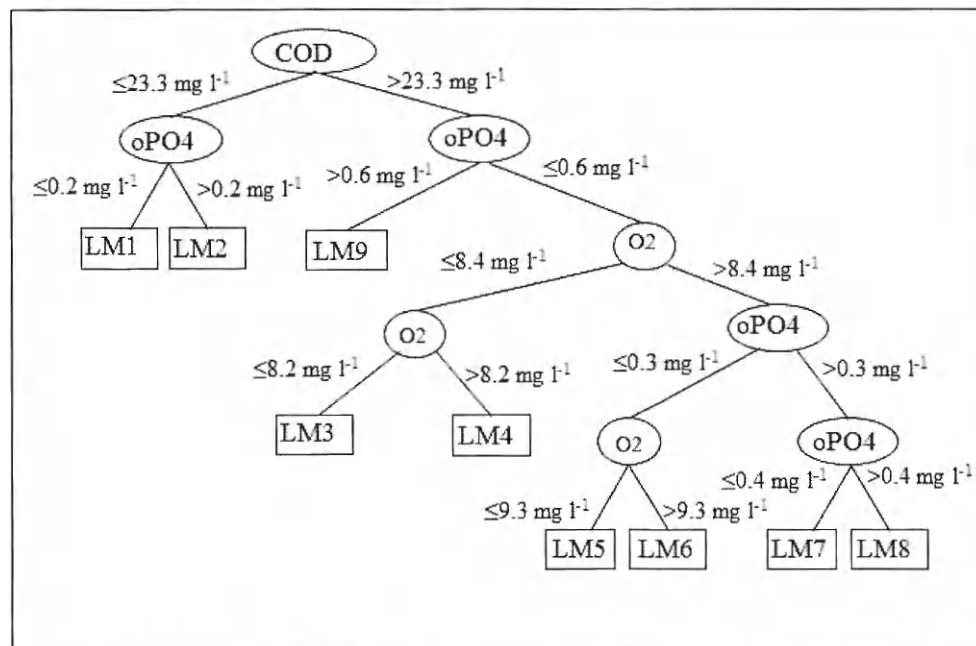 COD
≤23.3 mg l-1 >23.3 mg l-1
oPO4 oPO4
≤0.2 mg l-1 >0.2 mg l-1 >0.6 mg l-1 ≤0.6 mg l-1
LM1 LM2 LM9 O2
≤8.4 mg l-1 >8.4 mg l-1
O2 oPO4
≤8.2 mg l-1 >8.2 mg l-1 ≤0.3 mg l-1 >0.3 mg l-1
LM3 LM4 O2 oPO4
≤9.3 mg l-1 >9.3 mg l-1 ≤0.4 mg l-1 >0.4 mg l-1
LM5 LM6 LM7 LM8